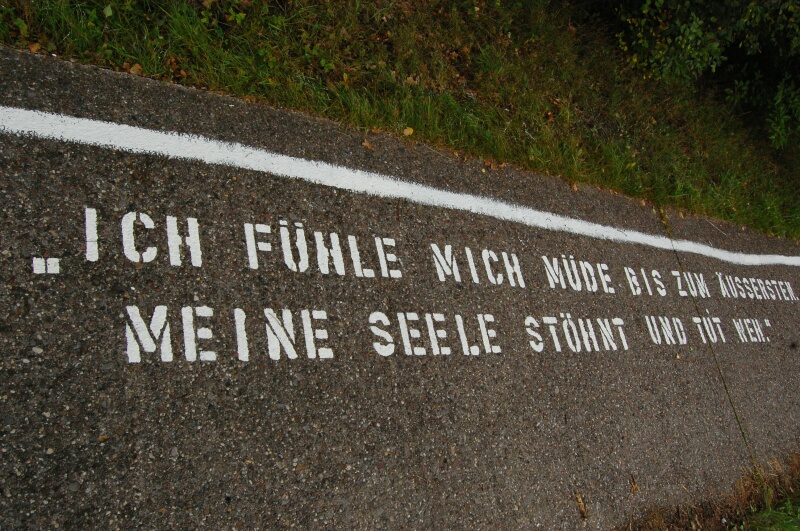 „ICH FÜHLE MICH MÜDE BIS ZUM ÄUSSERSTEN.
MEINE SEELE STÖHNT UND TUT WEH."